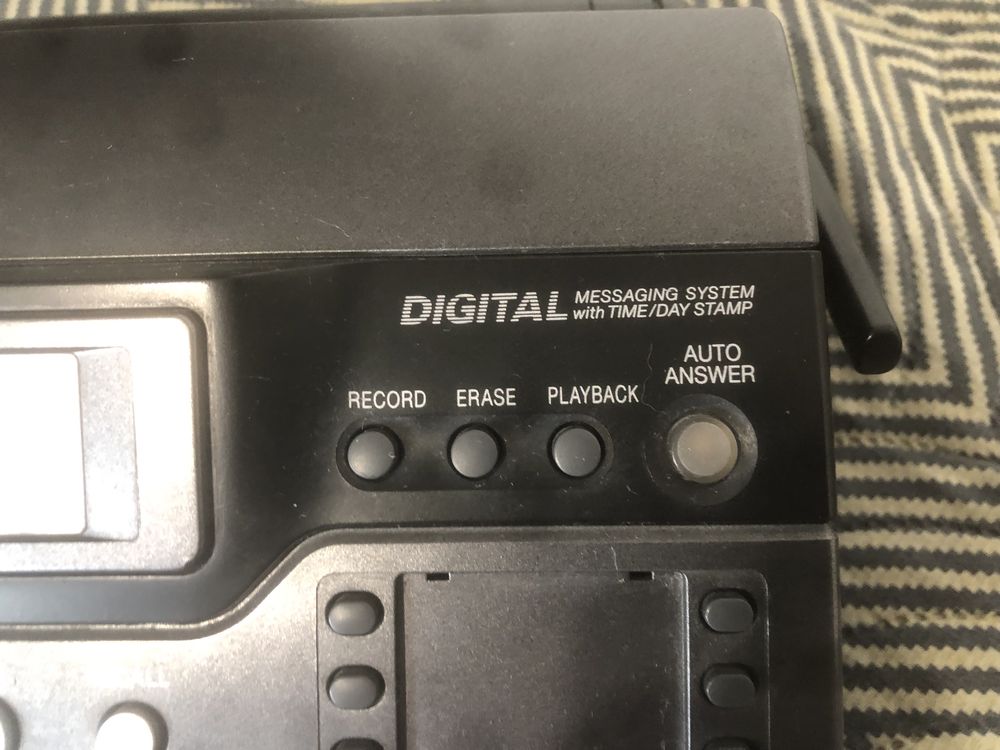 DIGITAL MESSAGING SYSTEM
with TIME/DAY STAMP
AUTO
ANSWER
RECORD ERASE PLAYBACK